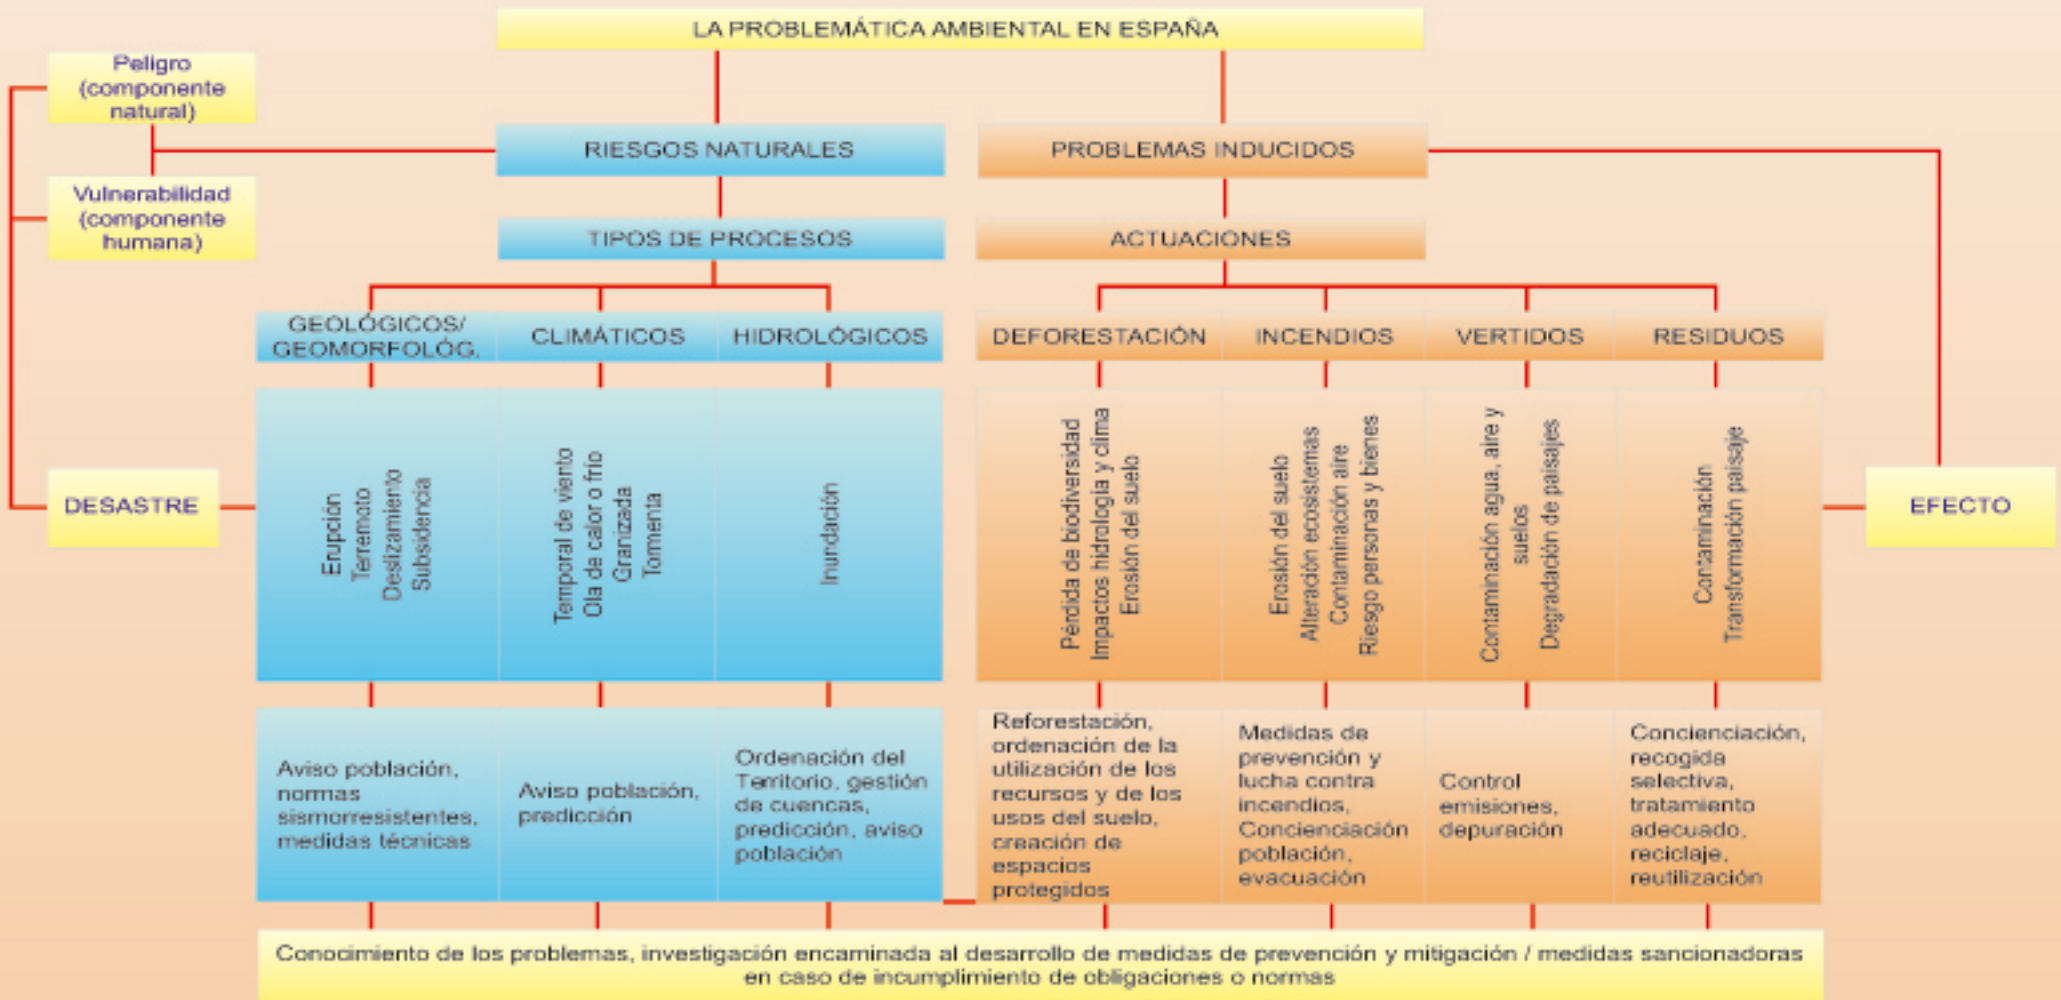 LA PROBLEMÁTICA AMBIENTAL EN ESPAÑA
Peligro
(componente
natural)
Vulnerabilidad
(componente
humana)
RIESGOS NATURALES
PROBLEMAS INDUCIDOS
TIPOS DE PROCESOS
ACTUACIONES
GEOLÓGICOS/
GEOMORFOLÓG.
CLIMÁTICOS
HIDROLÓGICOS
DEFORESTACIÓN
INCENDIOS
VERTIDOS
RESIDUOS
DESASTRE
Erupción
Terremoto
Deslizamiento
Subsidencia
Temporal de viento
Ola de calor o frío
Granizada
Tormenta
Inundación
Pérdida de biodiversidad
Impactos hidrología y clima
Erosión del suelo
Erosión del suelo
Alteración ecosistemas
Contaminación aire
Riesgo personas y bienes
Contaminación agua, aire y
suelos
Degradación de paisajes
Contaminación
Transformación paisaje
EFECTO
Aviso población,
normas
sismorresistentes,
medidas técnicas
Aviso población,
predicción
Ordenación del
Territorio, gestión
de cuencas,
predicción, aviso
población
Reforestación,
ordenación de la
utilización de los
recursos y de los
usos del suelo,
creación de
espacios
protegidos
Medidas de
prevención y
lucha contra
incendios,
Concienciación
población,
evacuación
Control
emisiones,
depuración
Concienciación,
recogida
selectiva,
tratamiento
adecuado,
reciclaje,
reutilización
Conocimiento de los problemas, investigación encaminada al desarrollo de medidas de prevención y mitigación / medidas sancionadoras
en caso de incumplimiento de obligaciones o normas